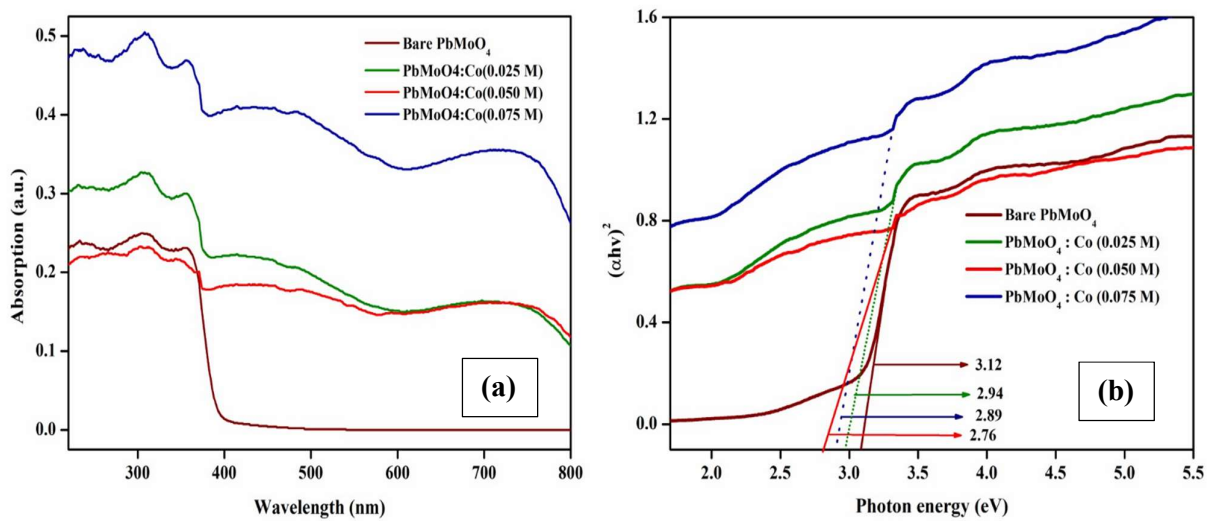 0.5
0.4
0.3
0.2
0.1
0.0
Absorption (a.u.)
300 400 500 600 700 800
Wavelength (nm)
Bare PbMoO₄
PbMoO4:Co(0.025 M)
PbMoO4:Co(0.050 M)
PbMoO4:Co(0.075 M)
(a)
1.6
1.2
0.8
0.4
0.0
(αhν)²
2.0 2.5 3.0 3.5 4.0 4.5 5.0 5.5
Photon energy (eV)
Bare PbMoO₄
PbMoO₄ : Co (0.025 M)
PbMoO₄ : Co (0.050 M)
PbMoO₄ : Co (0.075 M)
3.12
2.94
2.89
2.76
(b)